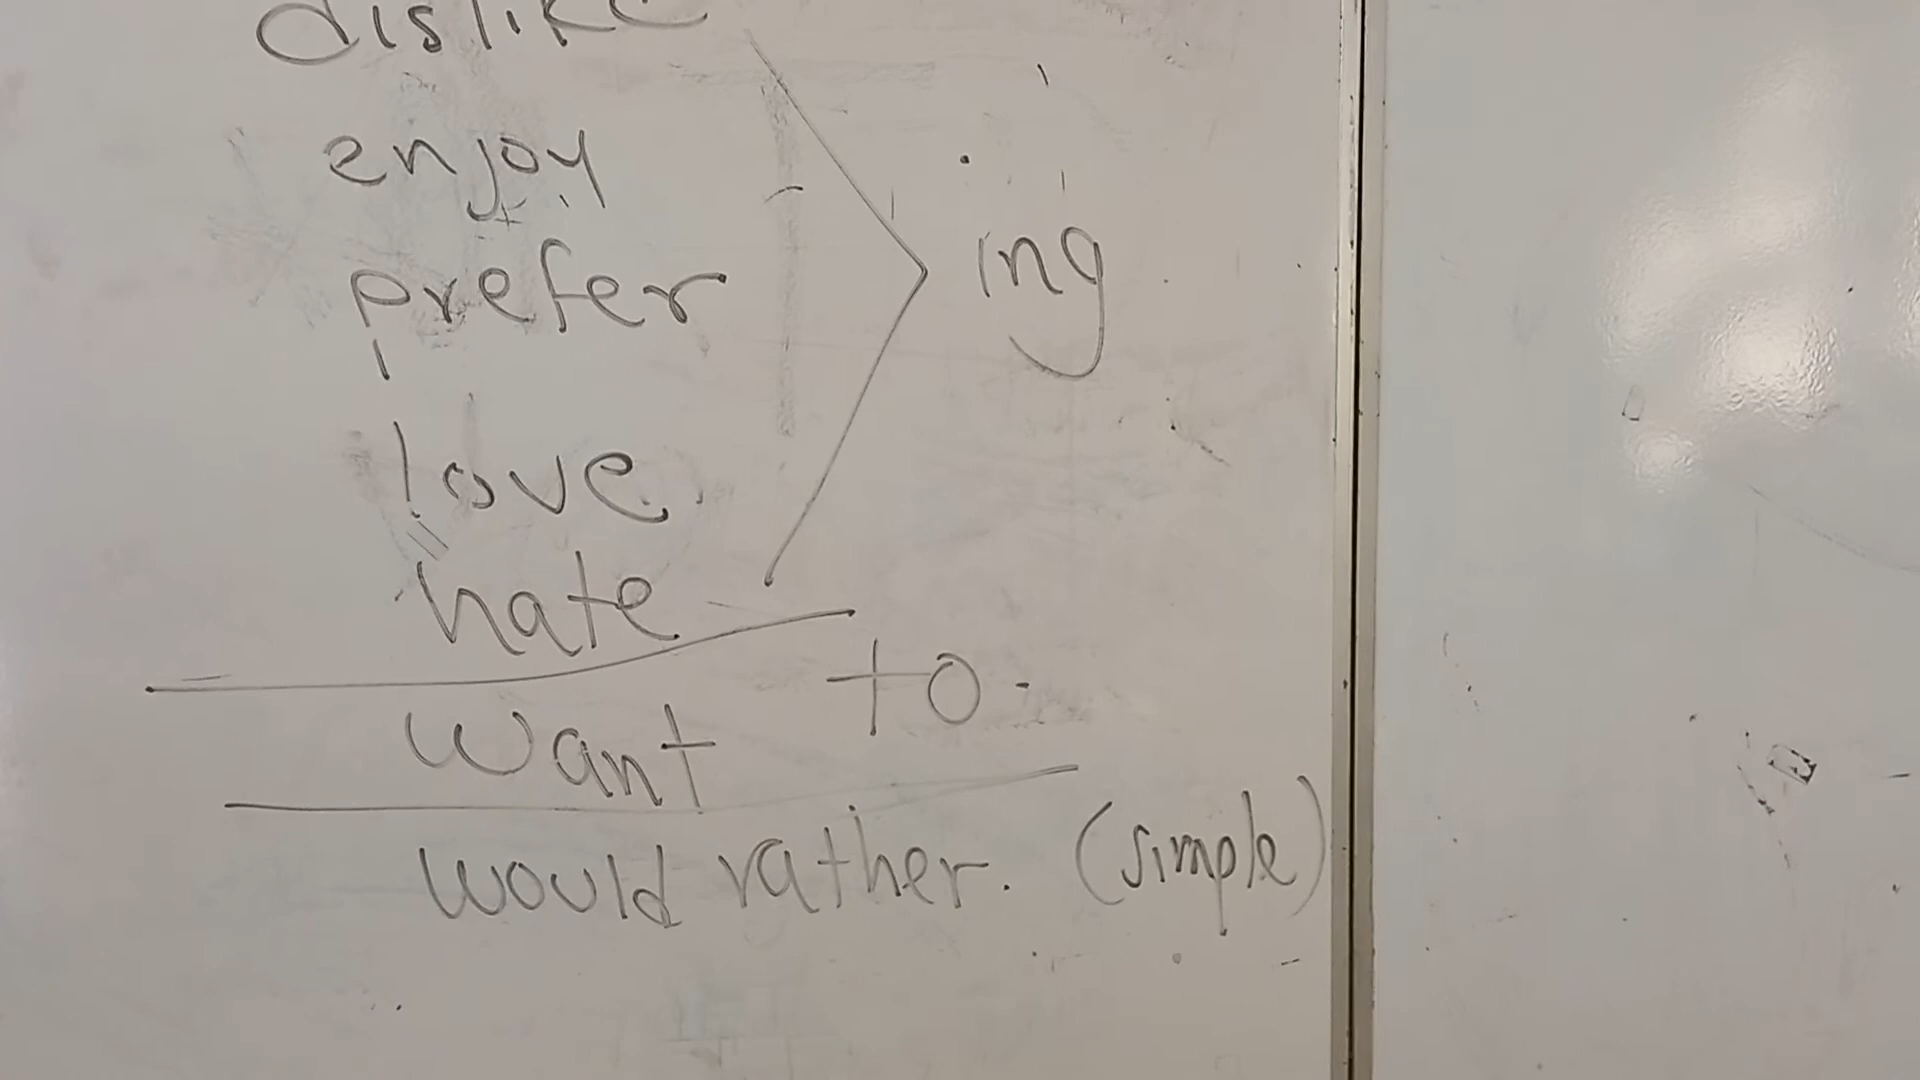 dislike
enjoy
prefer
ing
love
hate
want to
would rather. (simple)